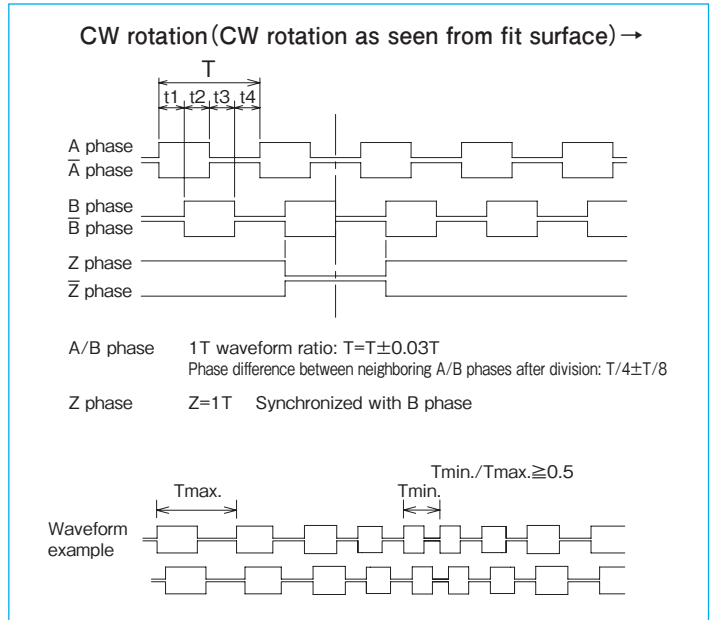 CW rotation(CW rotation as seen from fit surface)→
T
t1 t2 t3 t4
A phase
A̅ phase
B phase
B̅ phase
Z phase
Z̅ phase
A/B phase 1T waveform ratio: T=T±0.03T
Phase difference between neighboring A/B phases after division: T/4±T/8
Z phase Z=1T Synchronized with B phase
Tmin./Tmax.≧0.5
Tmax. Tmin.
Waveform
example